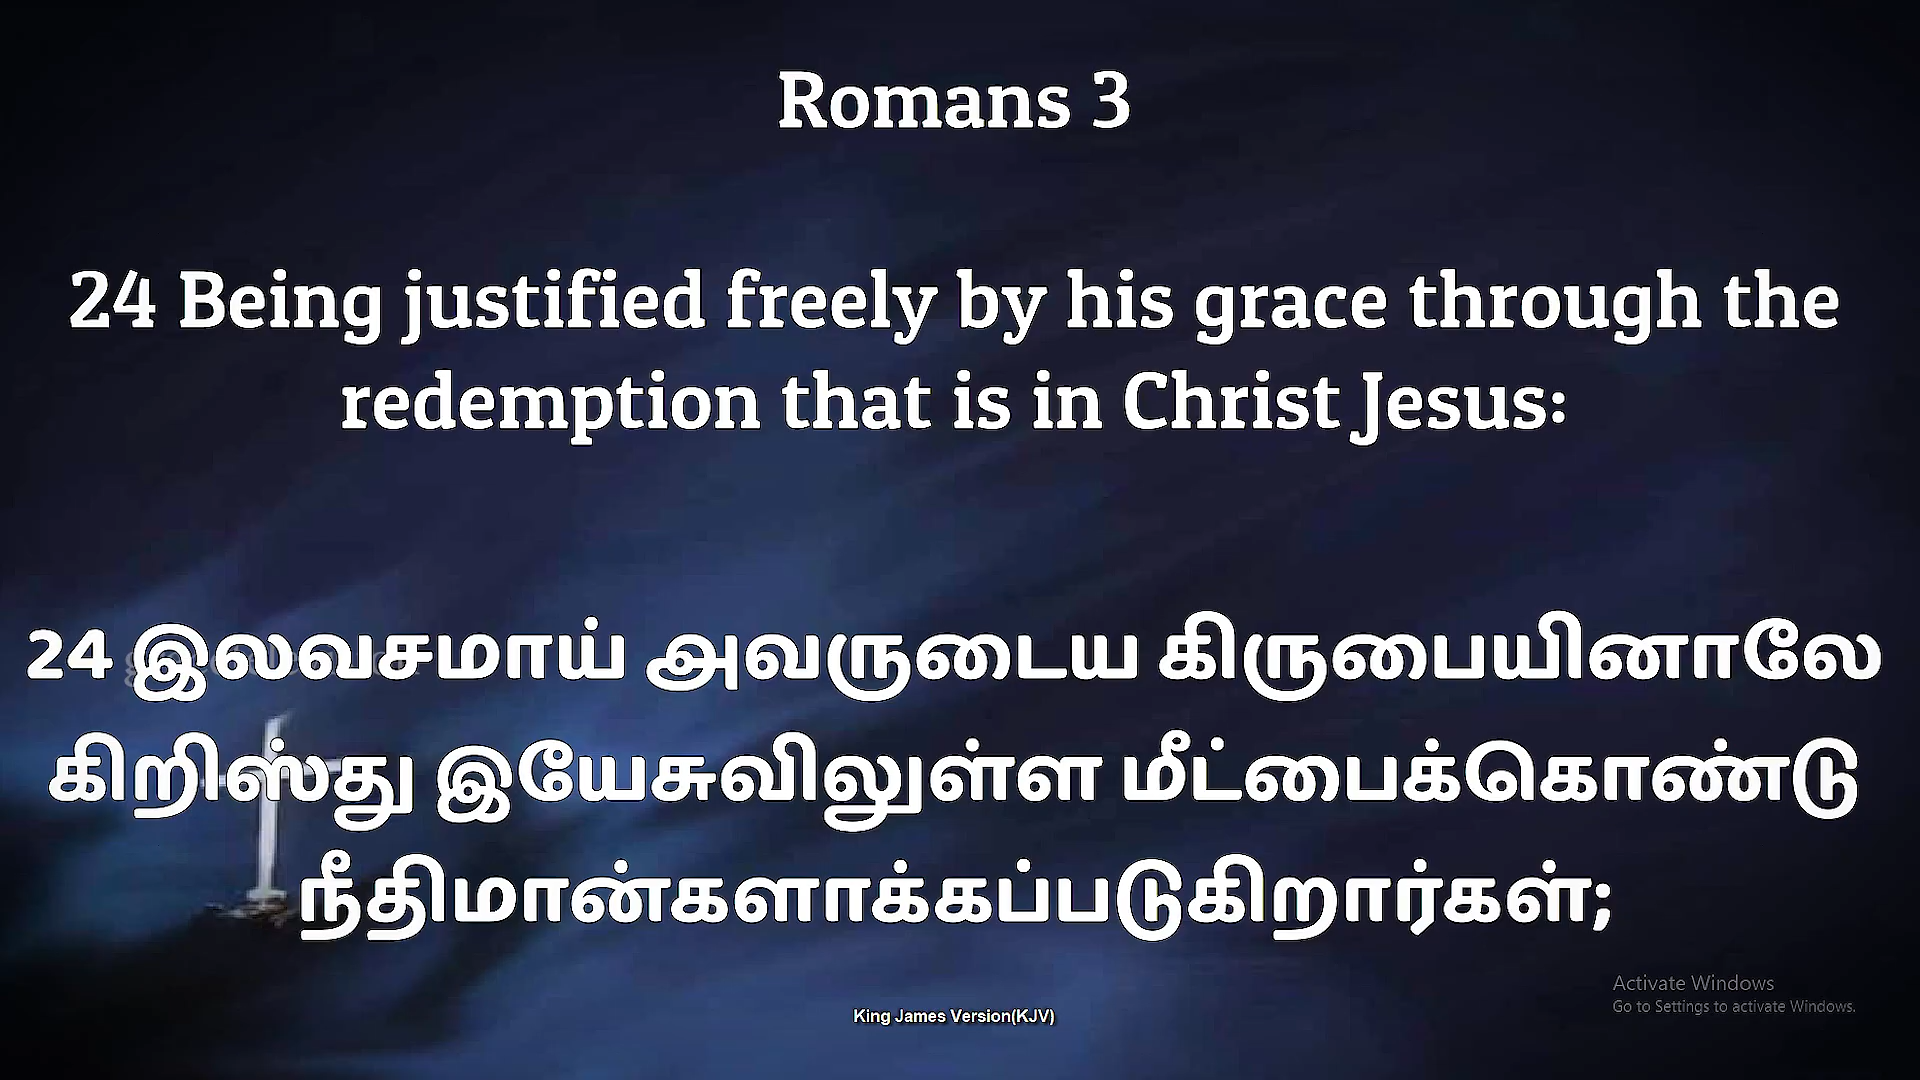 Romans 3
24 Being justified freely by his grace through the
redemption that is in Christ Jesus:
24 இலவசமாய் அவருடைய கிருபையினாலே
கிறிஸ்து இயேசுவிலுள்ள மீட்பைக்கொண்டு
நீதிமான்களாக்கப்படுகிறார்கள்;
King James Version(KJV)
Activate Windows
Go to Settings to activate Windows.